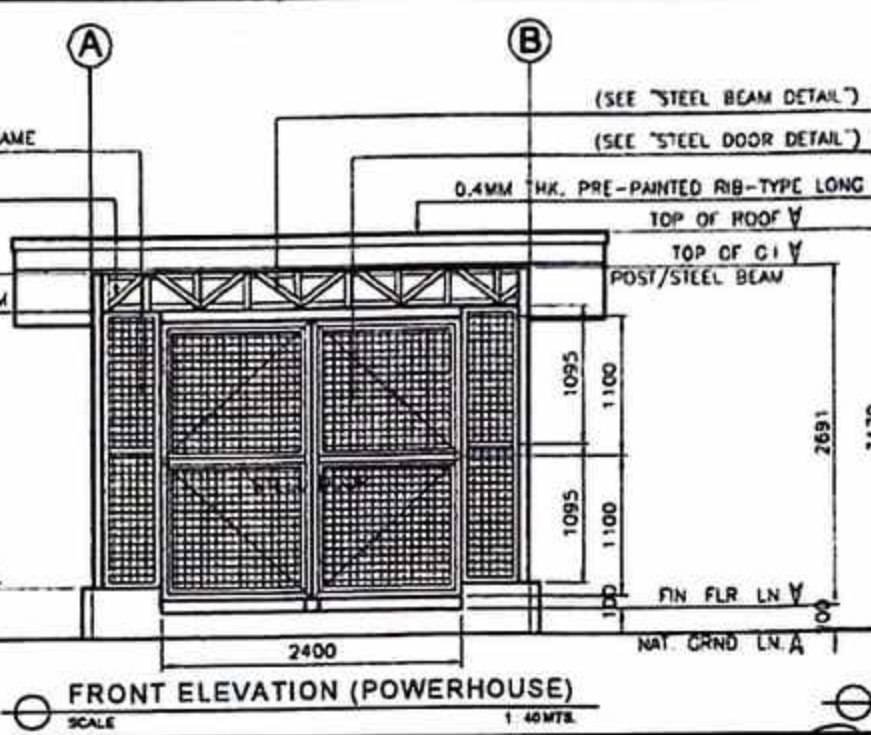 A
B
(SEE "STEEL BEAM DETAIL")
AME
(SEE "STEEL DOOR DETAIL")
0.4MM THK. PRE-PAINTED RIB-TYPE LONG
TOP OF ROOF
TOP OF CI
POST/STEEL BEAM
M
1095
1100
2691
1095
1100
100
FIN FLR LN
200
NAT. GRND LN.
2400
FRONT ELEVATION (POWERHOUSE)
SCALE
1 40MTS.